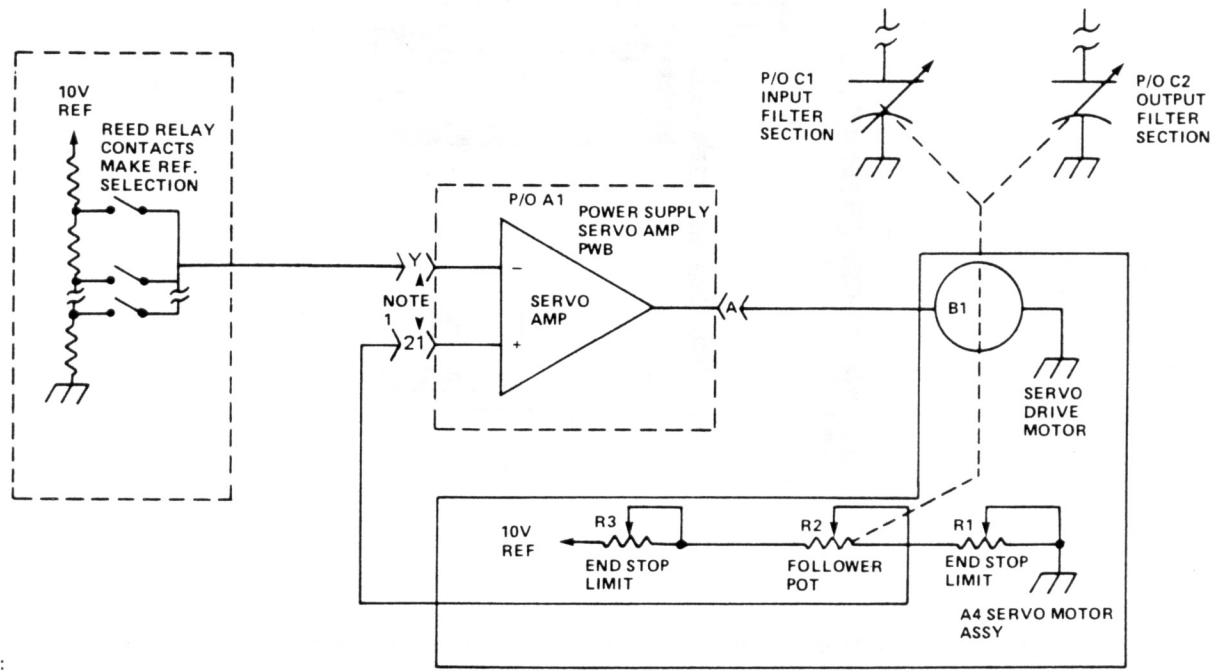 10V
REF
REED RELAY
CONTACTS
MAKE REF.
SELECTION
P/O C1
INPUT
FILTER
SECTION
P/O C2
OUTPUT
FILTER
SECTION
P/O A1
POWER SUPPLY
SERVO AMP
PWB
Y
−
NOTE
1
21
+
SERVO
AMP
A
B1
SERVO
DRIVE
MOTOR
10V
REF
R3
END STOP
LIMIT
R2
FOLLOWER
POT
R1
END STOP
LIMIT
A4 SERVO MOTOR
ASSY
: